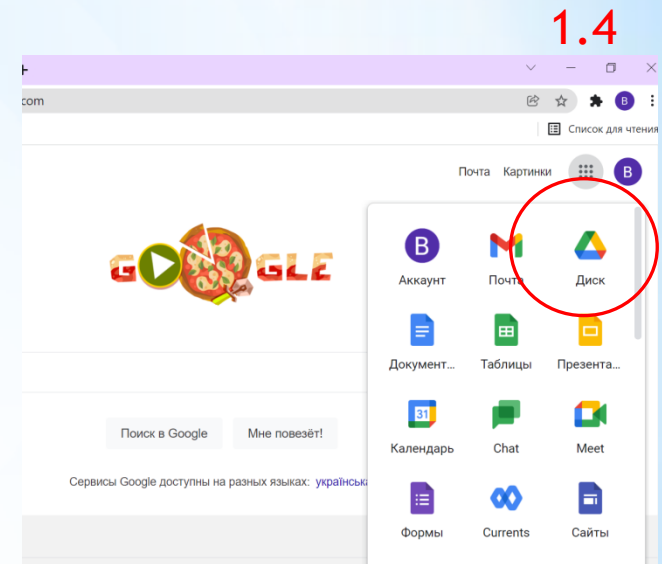 1.4
com
B
Список для чтения
Почта Картинки
B
GOOGLE
B
Аккаунт Почта Диск
Документ... Таблицы Презента...
31
Календарь Chat Meet
Поиск в Google Мне повезёт!
Сервисы Google доступны на разных языках: українська
Формы Currents Сайты